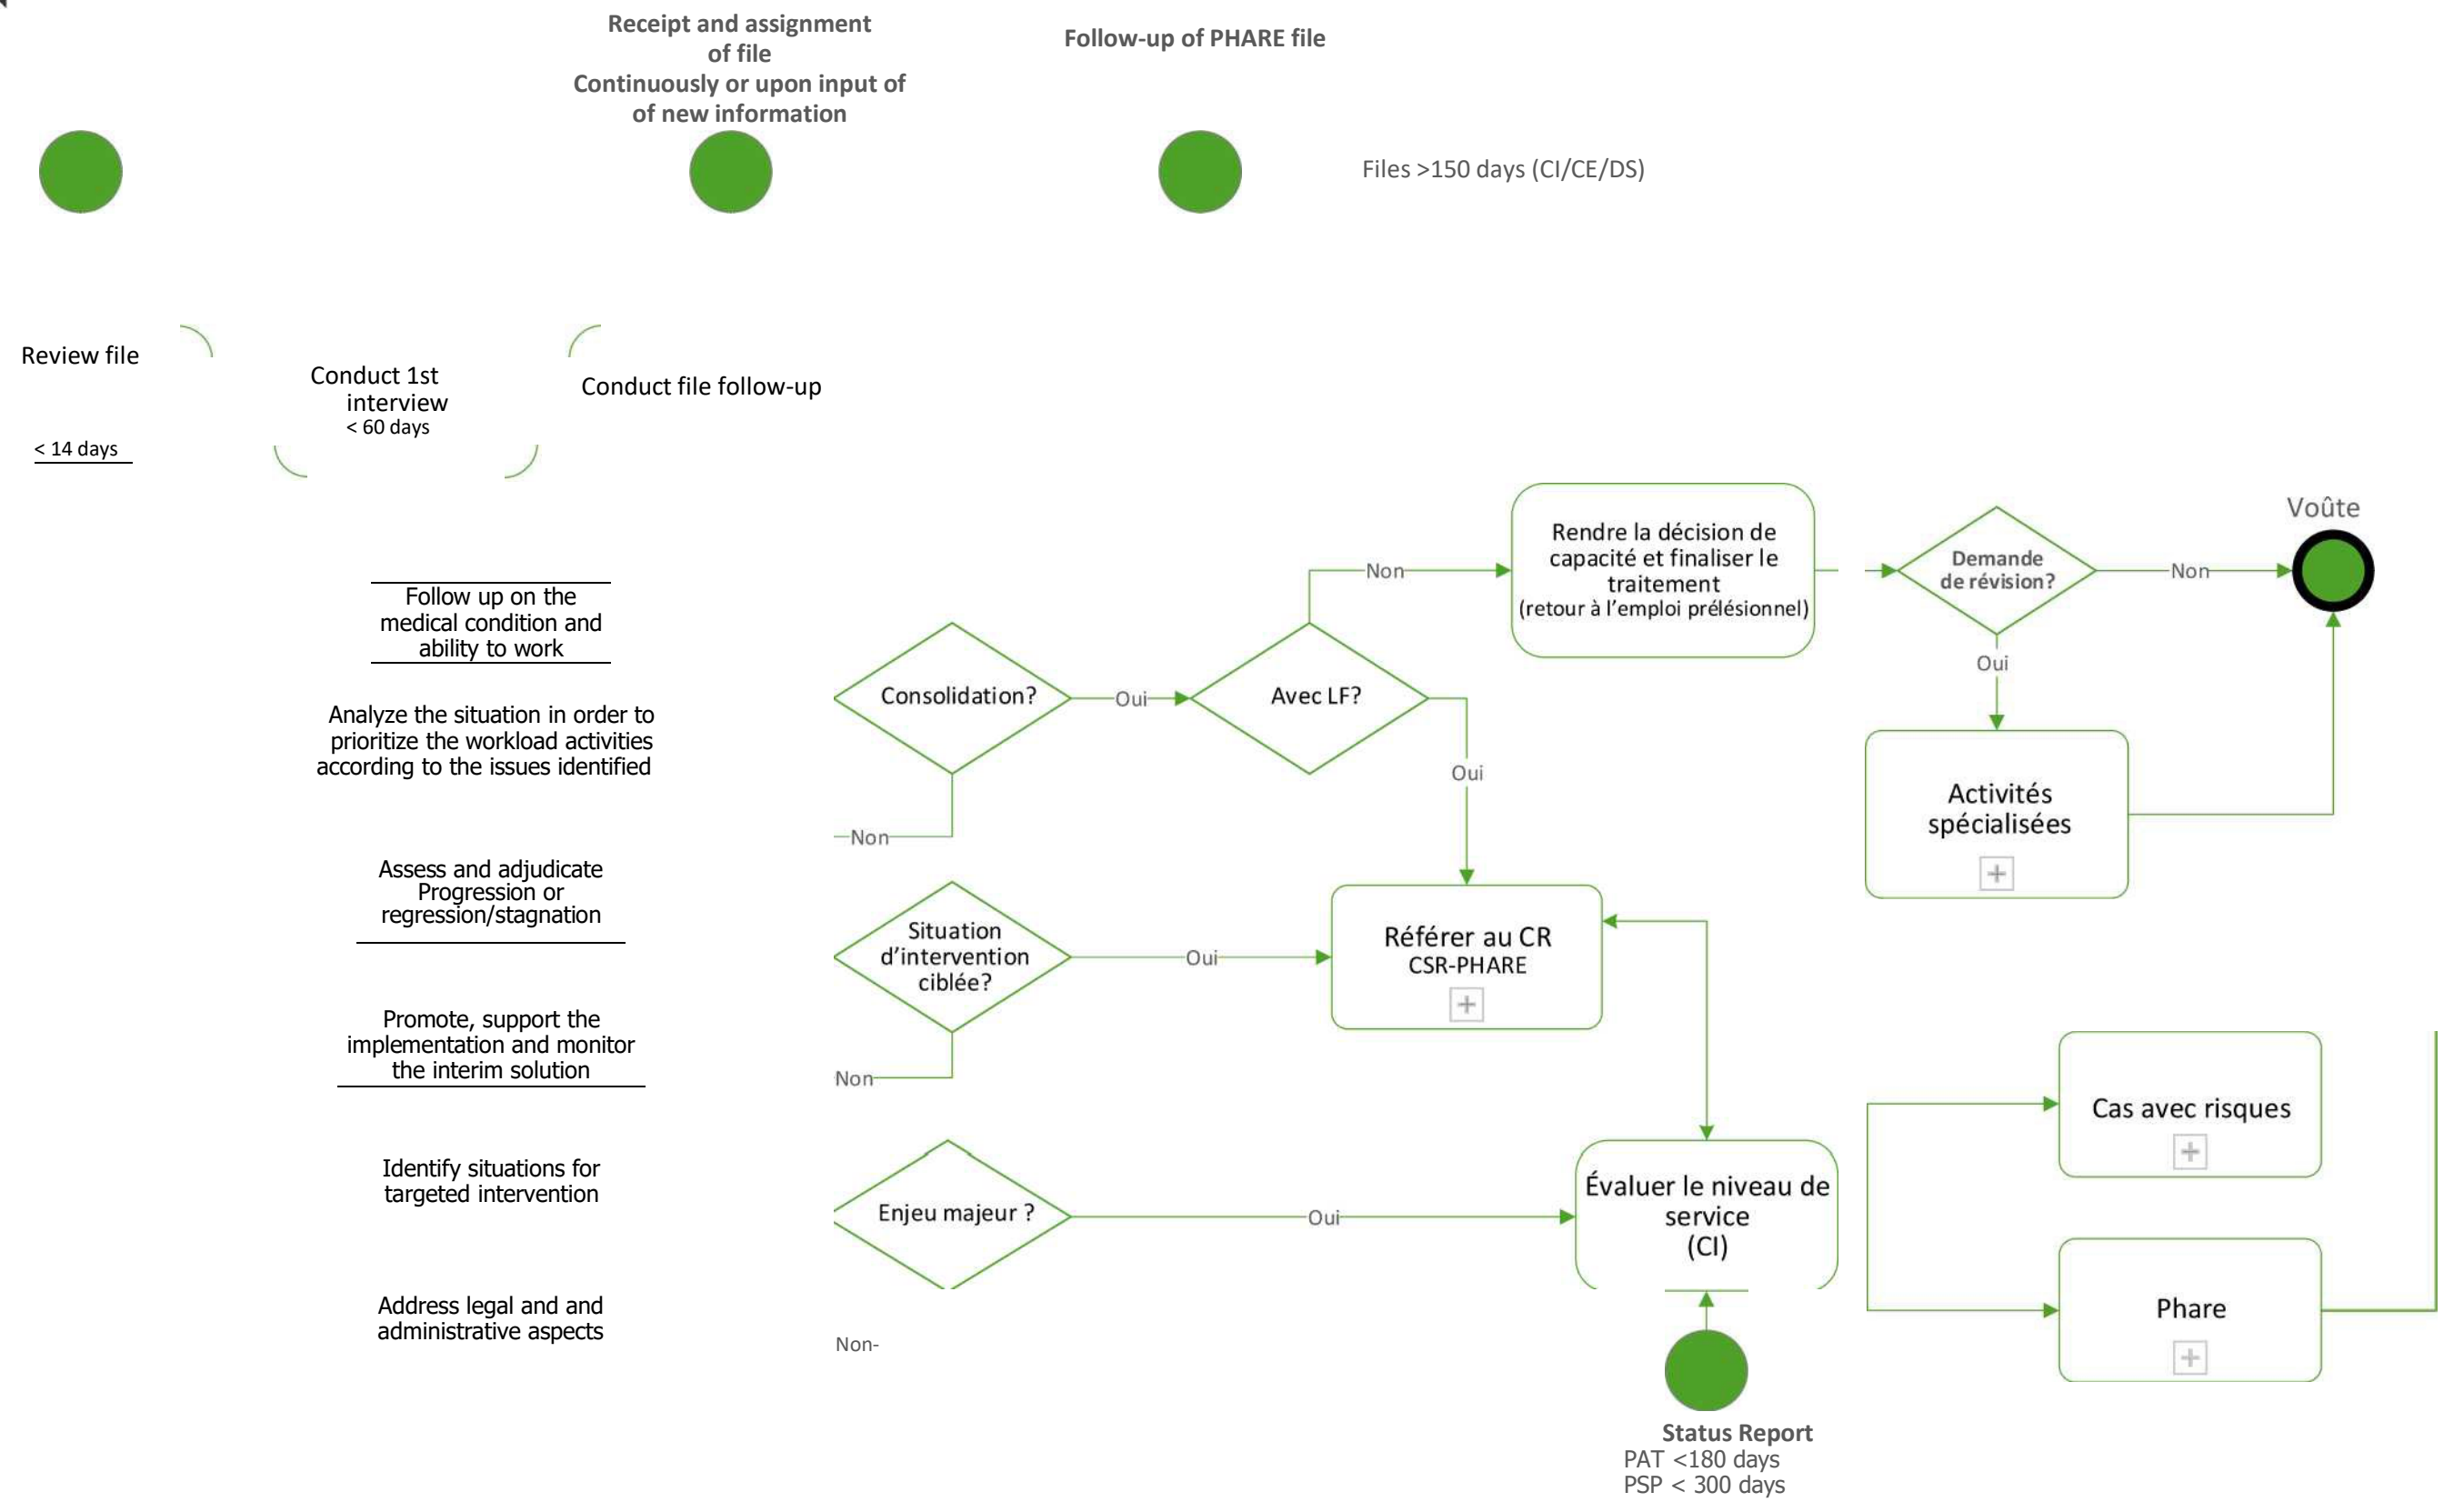 Receipt and assignment
of file
Continuously or upon input of
of new information
Follow-up of PHARE file
Files >150 days (CI/CE/DS)
Review file
< 14 days
Conduct 1st
interview
< 60 days
Conduct file follow-up
Follow up on the
medical condition and
ability to work
Analyze the situation in order to
prioritize the workload activities
according to the issues identified
Assess and adjudicate
Progression or
regression/stagnation
Promote, support the
implementation and monitor
the interim solution
Identify situations for
targeted intervention
Address legal and and
administrative aspects
Consolidation?
Oui
Non
Avec LF?
Non
Oui
Rendre la décision de
capacité et finaliser le
traitement
(retour à l'emploi prélésionnel)
Demande
de révision?
Non
Oui
Voûte
Activités
spécialisées
Situation
d'intervention
ciblée?
Oui
Non
Référer au CR
CSR-PHARE
Enjeu majeur ?
Oui
Non-
Évaluer le niveau de
service
(CI)
Cas avec risques
Phare
Status Report
PAT <180 days
PSP < 300 days